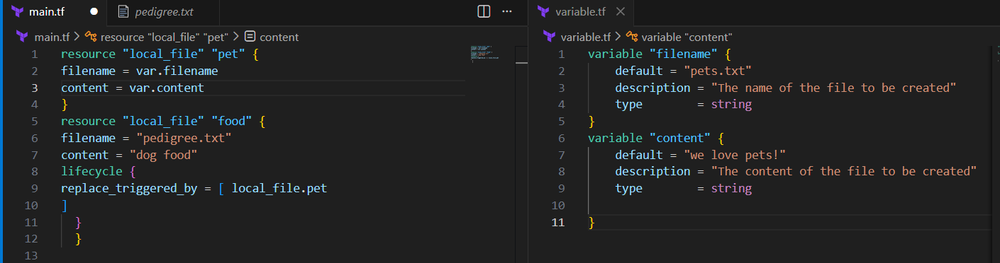 main.tf
pedigree.txt
main.tf > resource "local_file" "pet" > content
1 resource "local_file" "pet" {
2 filename = var.filename
3 content = var.content
4 }
5 resource "local_file" "food" {
6 filename = "pedigree.txt"
7 content = "dog food"
8 lifecycle {
9 replace_triggered_by = [ local_file.pet
10 ]
11 }
12 }
13
variable.tf
variable.tf > variable "content"
1 variable "filename" {
2 default = "pets.txt"
3 description = "The name of the file to be created"
4 type = string
5 }
6 variable "content" {
7 default = "we love pets!"
8 description = "The content of the file to be created"
9 type = string
10
11 }